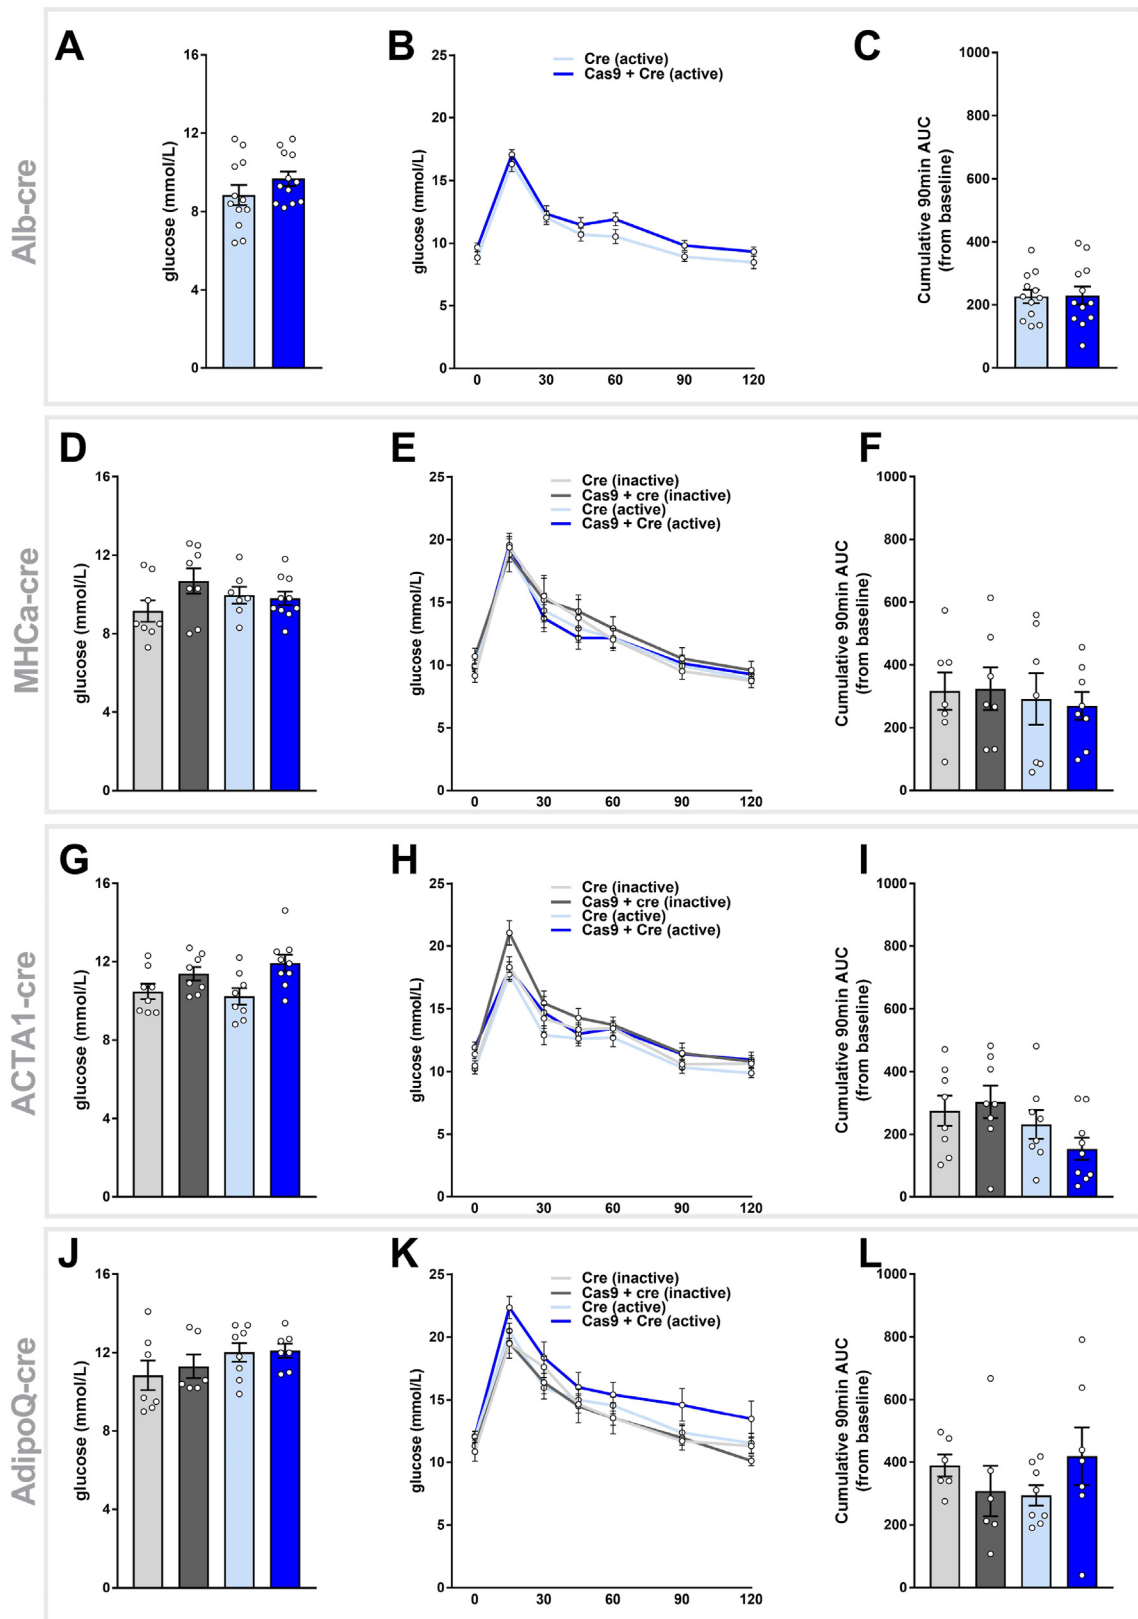 Alb-cre
A
16
12
8
4
0
glucose (mmol/L)
B
25
20
15
10
5
0
glucose (mmol/L)
Cre (active)
Cas9 + Cre (active)
0 30 60 90 120
C
1000
800
600
400
200
0
Cumulative 90min AUC
(from baseline)
MHCa-cre
D
16
12
8
4
0
glucose (mmol/L)
E
25
20
15
10
5
0
glucose (mmol/L)
Cre (inactive)
Cas9 + cre (inactive)
Cre (active)
Cas9 + Cre (active)
0 30 60 90 120
F
1000
800
600
400
200
0
Cumulative 90min AUC
(from baseline)
ACTA1-cre
G
16
12
8
4
0
glucose (mmol/L)
H
25
20
15
10
5
0
glucose (mmol/L)
Cre (inactive)
Cas9 + cre (inactive)
Cre (active)
Cas9 + Cre (active)
0 30 60 90 120
I
1000
800
600
400
200
0
Cumulative 90min AUC
(from baseline)
AdipoQ-cre
J
16
12
8
4
0
glucose (mmol/L)
K
25
20
15
10
5
0
glucose (mmol/L)
Cre (inactive)
Cas9 + cre (inactive)
Cre (active)
Cas9 + Cre (active)
0 30 60 90 120
L
1000
800
600
400
200
0
Cumulative 90min AUC
(from baseline)